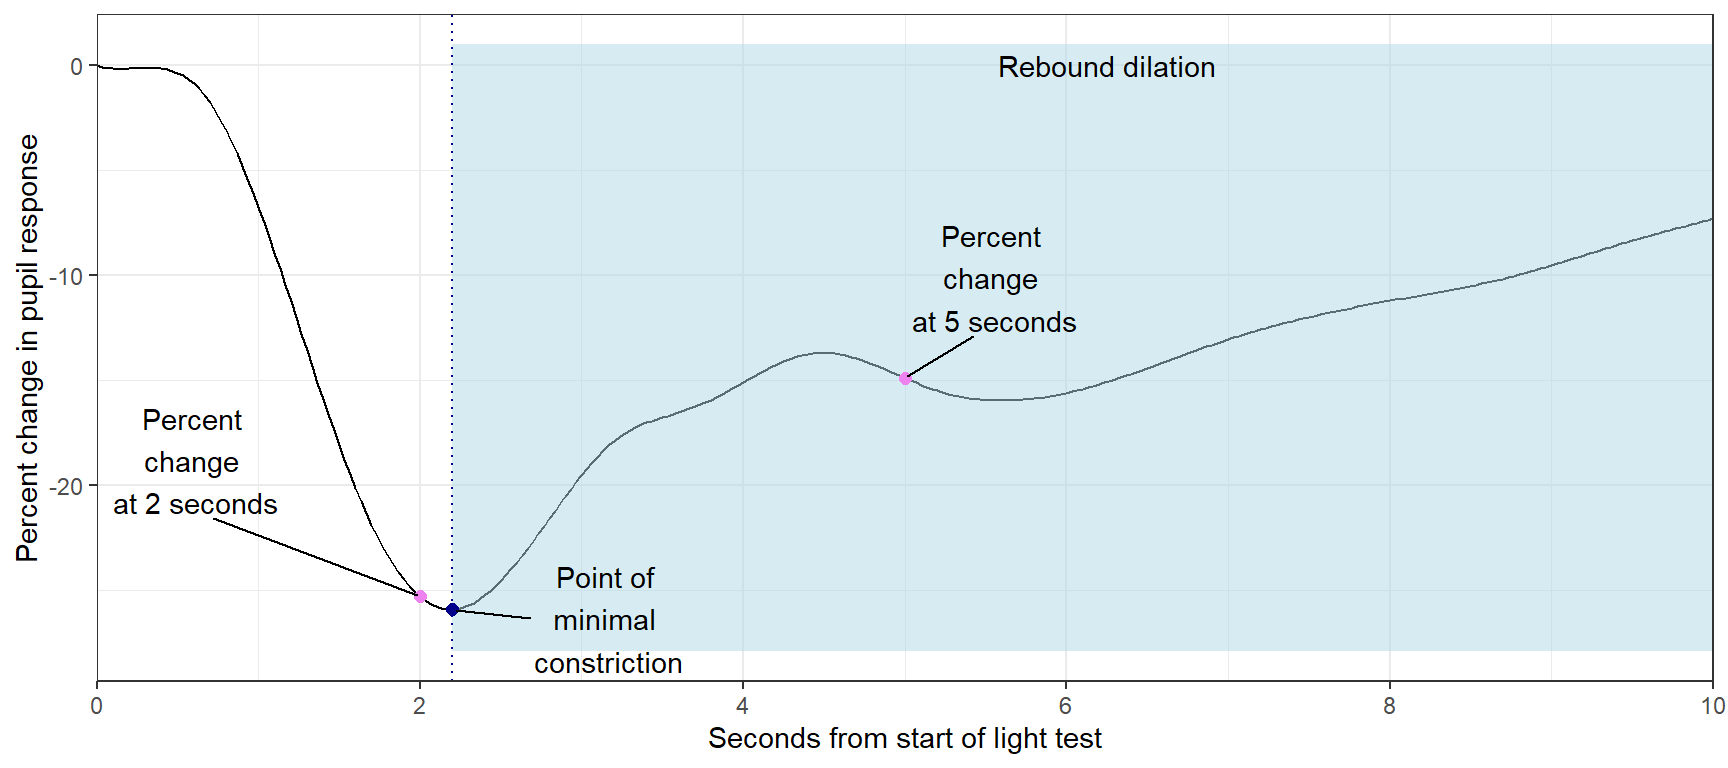 Percent change in pupil response
0
-10
-20
Rebound dilation
Percent
change
at 5 seconds
Percent
change
at 2 seconds
Point of
minimal
constriction
0 2 4 6 8 10
Seconds from start of light test